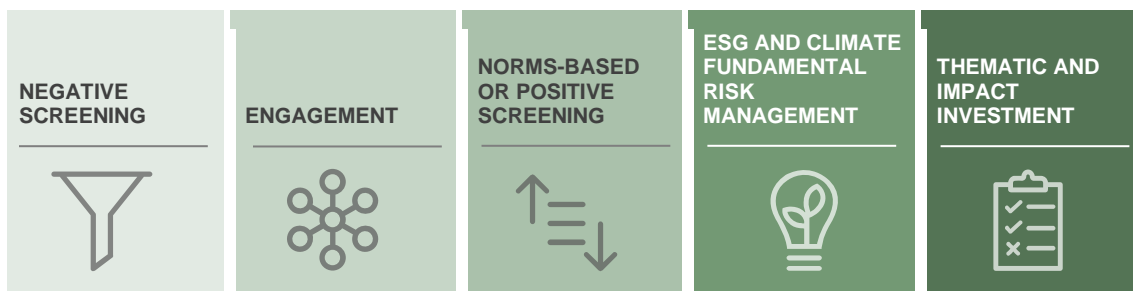 NEGATIVE
SCREENING
ENGAGEMENT
NORMS-BASED
OR POSITIVE
SCREENING
ESG AND CLIMATE
FUNDAMENTAL
RISK
MANAGEMENT
THEMATIC AND
IMPACT
INVESTMENT